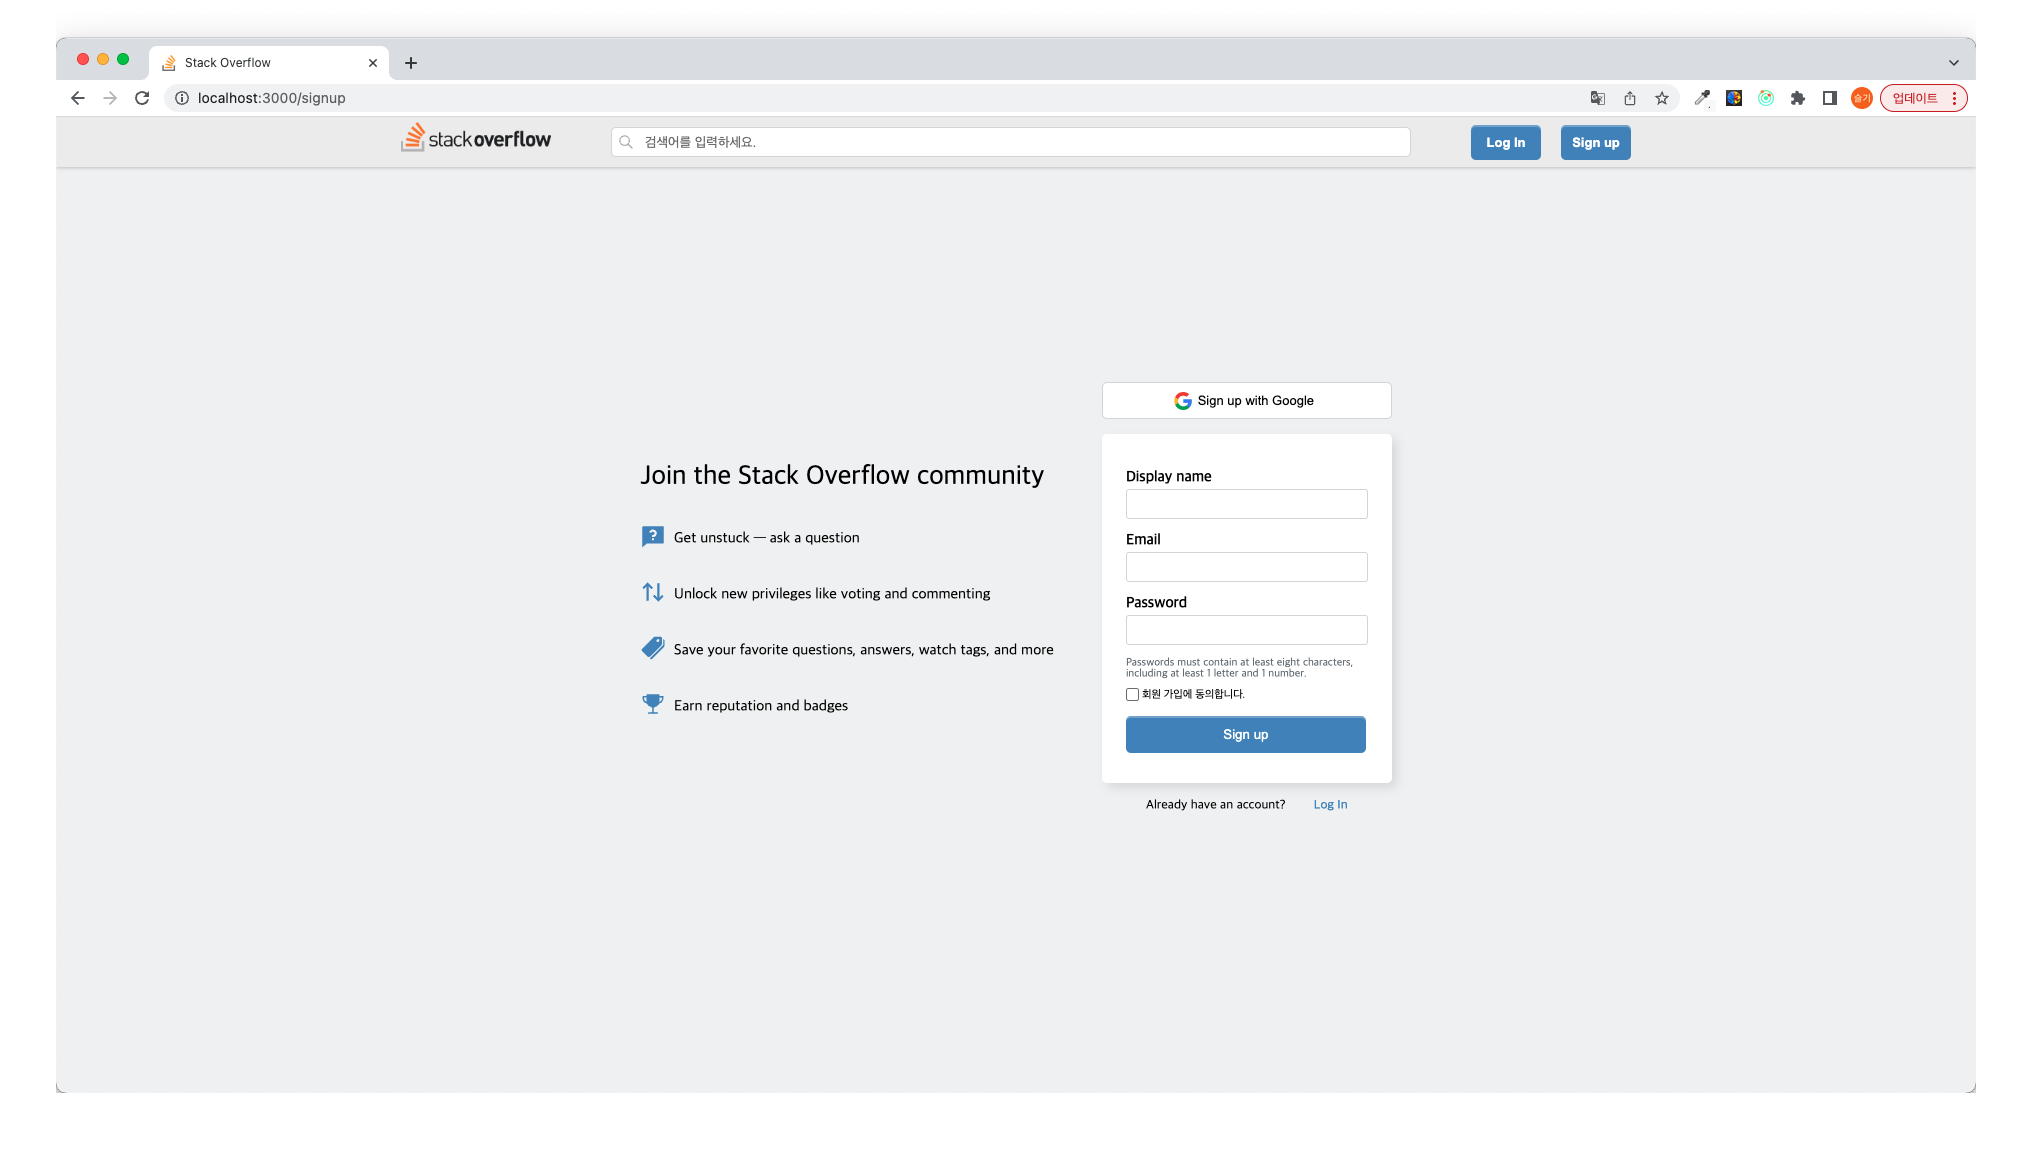 Stack Overflow
localhost:3000/signup
슬기
업데이트
stackoverflow
검색어를 입력하세요.
Log In
Sign up
Sign up with Google
Join the Stack Overflow community
Get unstuck — ask a question
Unlock new privileges like voting and commenting
Save your favorite questions, answers, watch tags, and more
Earn reputation and badges
Display name
Email
Password
Passwords must contain at least eight characters,
including at least 1 letter and 1 number.
회원 가입에 동의합니다.
Sign up
Already have an account? Log In